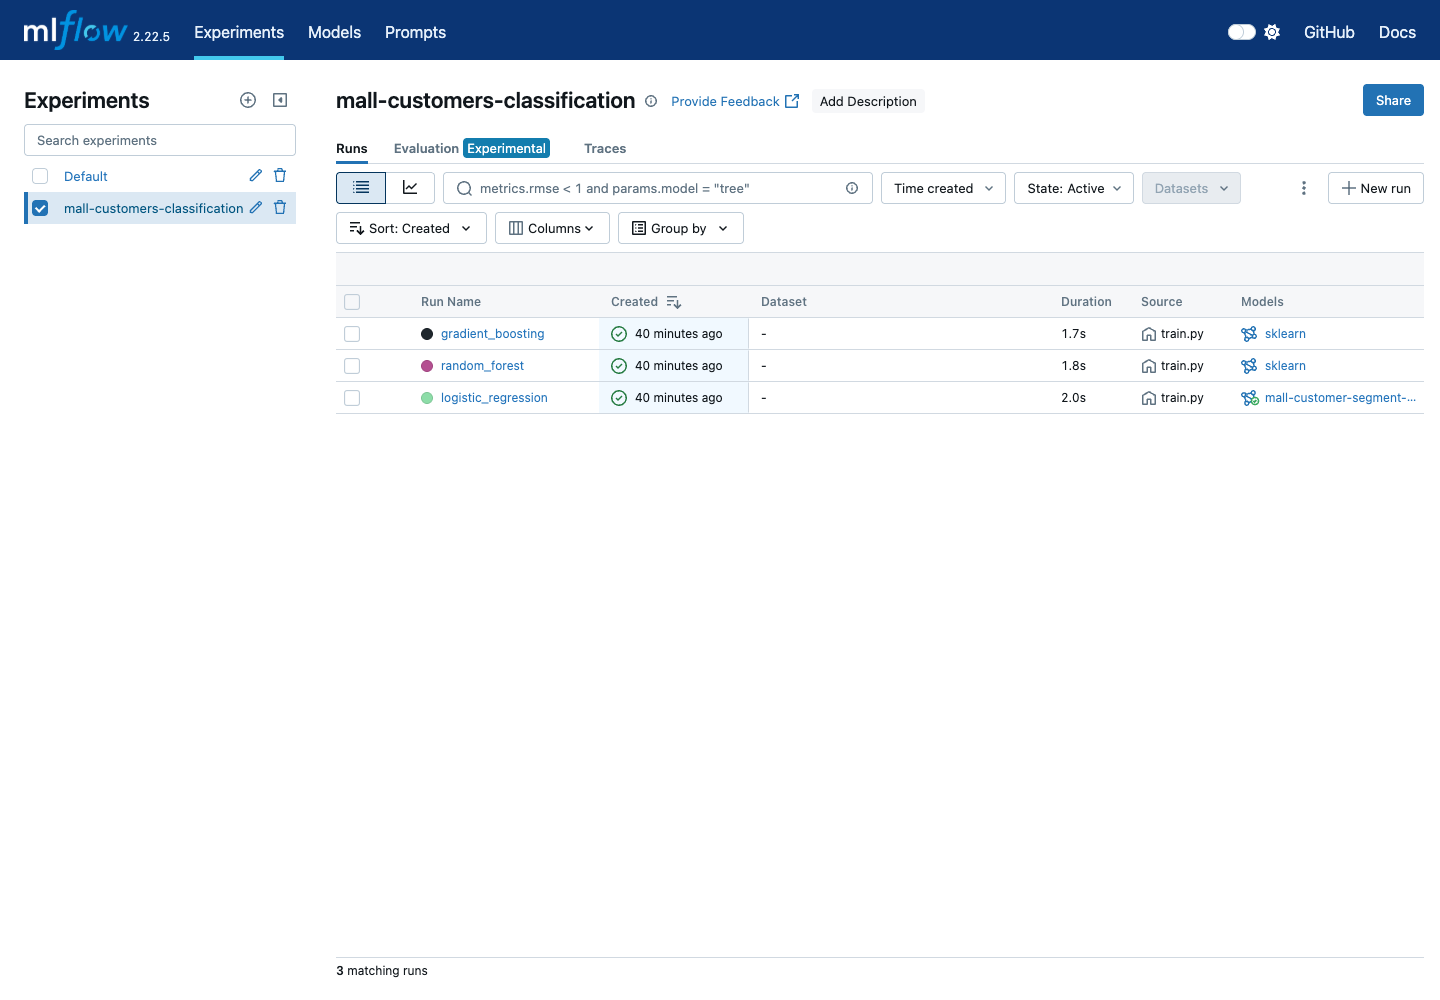 mlflow 2.22.5 Experiments Models Prompts GitHub Docs
Experiments
Search experiments
Default
mall-customers-classification
mall-customers-classification Provide Feedback Add Description Share
Runs Evaluation Experimental Traces
metrics.rmse < 1 and params.model = "tree" Time created State: Active Datasets New run
Sort: Created Columns Group by
Run Name Created Dataset Duration Source Models
gradient_boosting 40 minutes ago - 1.7s train.py sklearn
random_forest 40 minutes ago - 1.8s train.py sklearn
logistic_regression 40 minutes ago - 2.0s train.py mall-customer-segment-...
3 matching runs